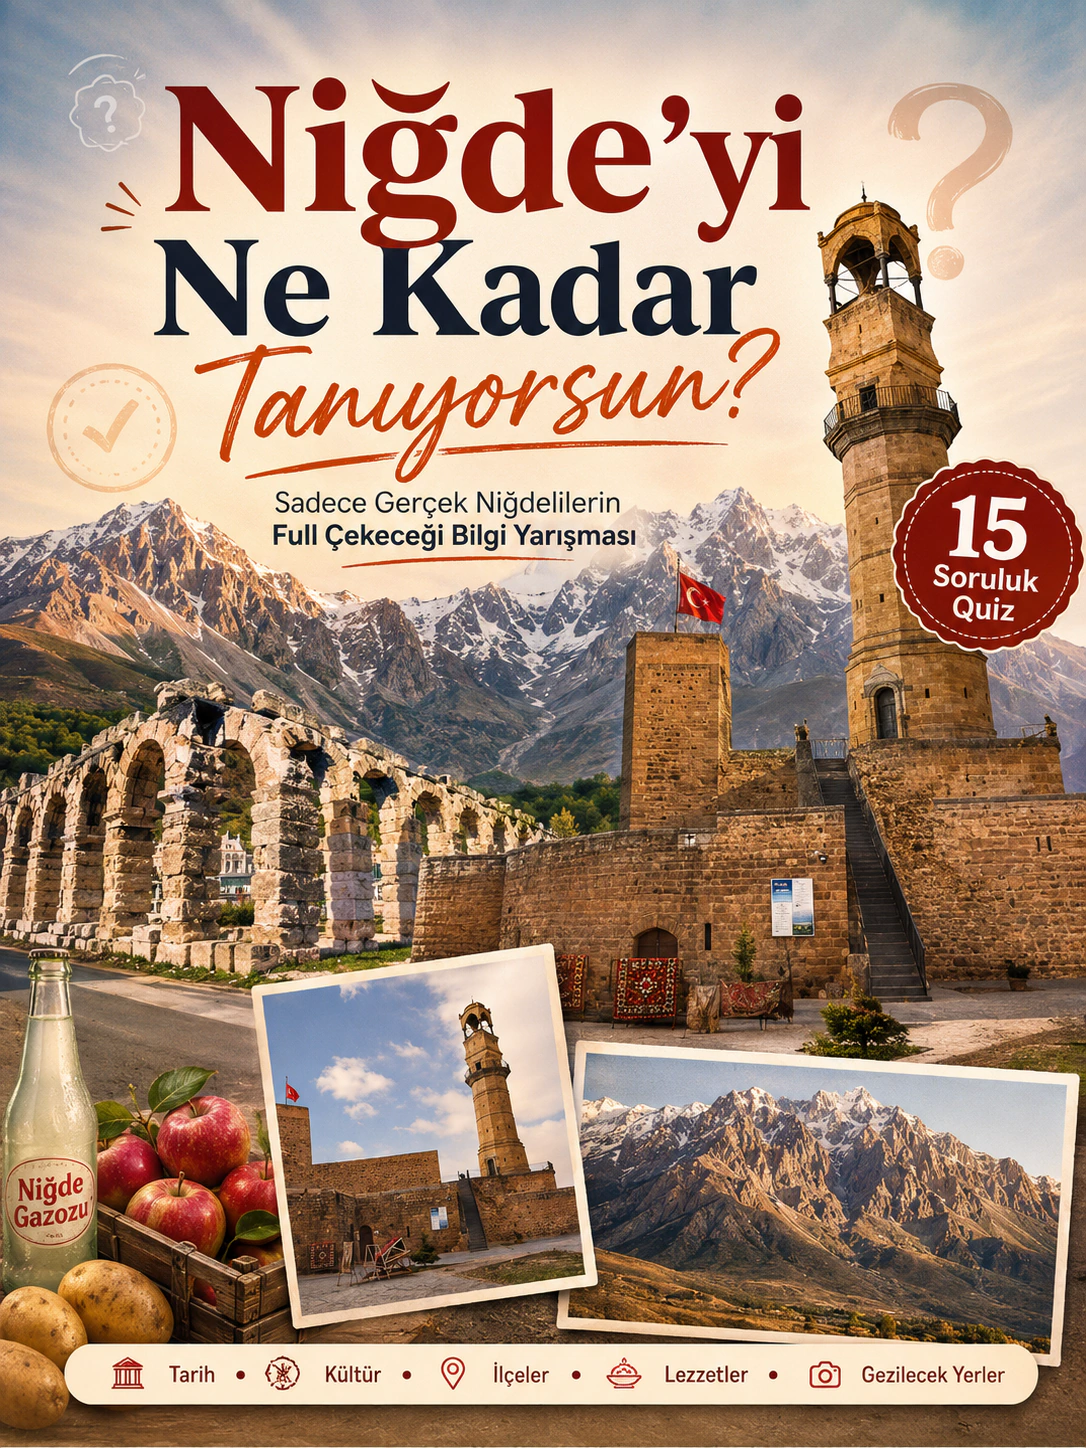 Niğde'yi
Ne Kadar
Tanıyorsun?
Sadece Gerçek Niğdelilerin
Full Çekeceği Bilgi Yarışması
15
Soruluk
Quiz
Niğde
Gazozu
Tarih • Kültür • İlçeler • Lezzetler • Gezilecek Yerler